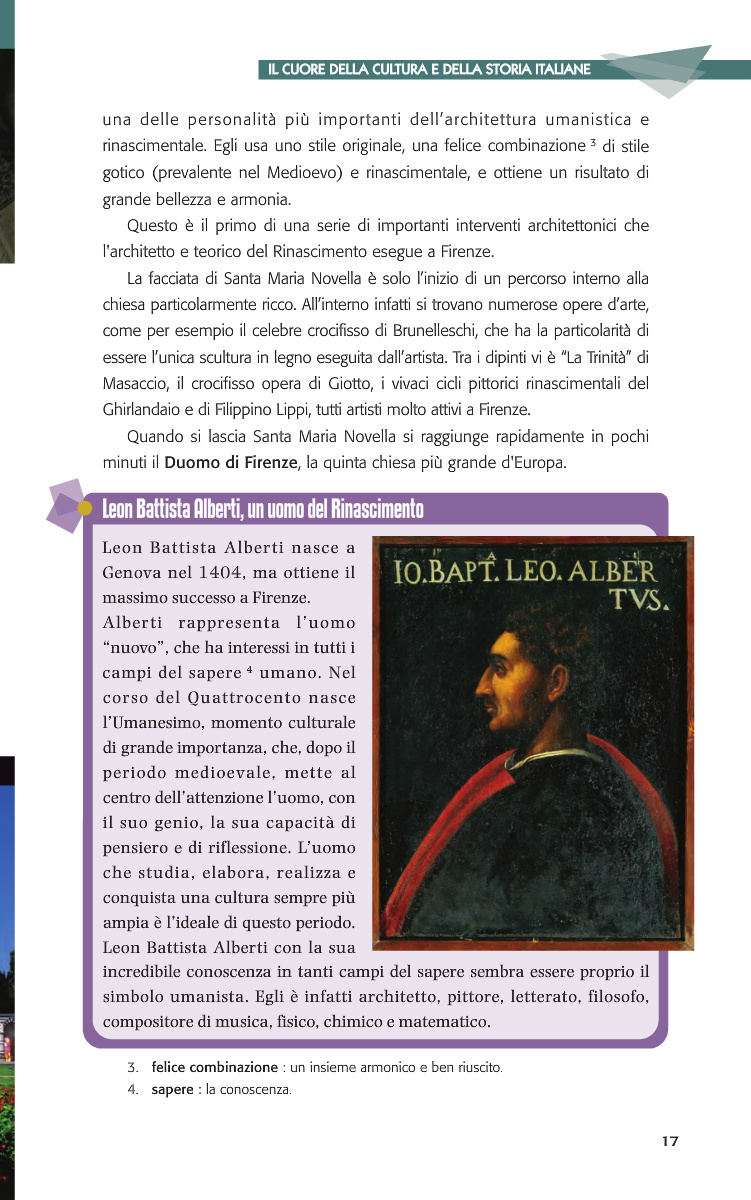 IL CUORE DELLA CULTURA E DELLA STORIA ITALIANE
una delle personalità più importanti dell’architettura umanistica e
rinascimentale. Egli usa uno stile originale, una felice combinazione ³ di stile
gotico (prevalente nel Medioevo) e rinascimentale, e ottiene un risultato di
grande bellezza e armonia.
Questo è il primo di una serie di importanti interventi architettonici che
l'architetto e teorico del Rinascimento esegue a Firenze.
La facciata di Santa Maria Novella è solo l’inizio di un percorso interno alla
chiesa particolarmente ricco. All’interno infatti si trovano numerose opere d’arte,
come per esempio il celebre crocifisso di Brunelleschi, che ha la particolarità di
essere l’unica scultura in legno eseguita dall’artista. Tra i dipinti vi è “La Trinità” di
Masaccio, il crocifisso opera di Giotto, i vivaci cicli pittorici rinascimentali del
Ghirlandaio e di Filippino Lippi, tutti artisti molto attivi a Firenze.
Quando si lascia Santa Maria Novella si raggiunge rapidamente in pochi
minuti il Duomo di Firenze, la quinta chiesa più grande d'Europa.
Leon Battista Alberti, un uomo del Rinascimento
Leon Battista Alberti nasce a
Genova nel 1404, ma ottiene il
massimo successo a Firenze.
Alberti rappresenta l’uomo
“nuovo”, che ha interessi in tutti i
campi del sapere ⁴ umano. Nel
corso del Quattrocento nasce
l’Umanesimo, momento culturale
di grande importanza, che, dopo il
periodo medioevale, mette al
centro dell’attenzione l’uomo, con
il suo genio, la sua capacità di
pensiero e di riflessione. L’uomo
che studia, elabora, realizza e
conquista una cultura sempre più
ampia è l’ideale di questo periodo.
Leon Battista Alberti con la sua
incredibile conoscenza in tanti campi del sapere sembra essere proprio il
simbolo umanista. Egli è infatti architetto, pittore, letterato, filosofo,
compositore di musica, fisico, chimico e matematico.
IO.BAPT.A LEO. ALBER
TVS.
3. felice combinazione : un insieme armonico e ben riuscito.
4. sapere : la conoscenza.
17